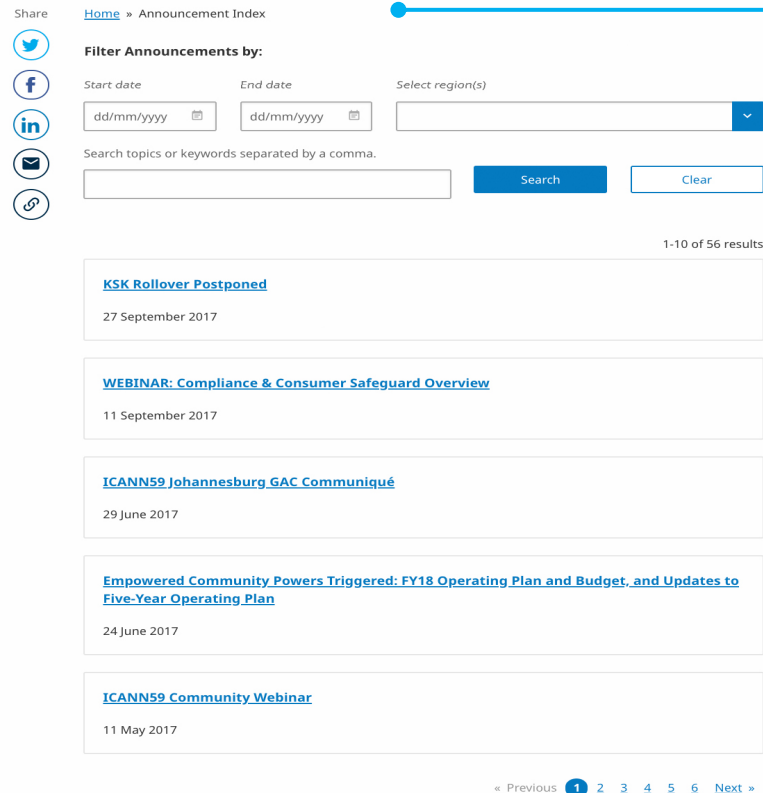 Share
Home » Announcement Index
Filter Announcements by:
Start date End date Select region(s)
dd/mm/yyyy dd/mm/yyyy
Search topics or keywords separated by a comma.
Search Clear
1-10 of 56 results
KSK Rollover Postponed
27 September 2017
WEBINAR: Compliance & Consumer Safeguard Overview
11 September 2017
ICANN59 Johannesburg GAC Communiqué
29 June 2017
Empowered Community Powers Triggered: FY18 Operating Plan and Budget, and Updates to
Five-Year Operating Plan
24 June 2017
ICANN59 Community Webinar
11 May 2017
« Previous 1 2 3 4 5 6 Next »